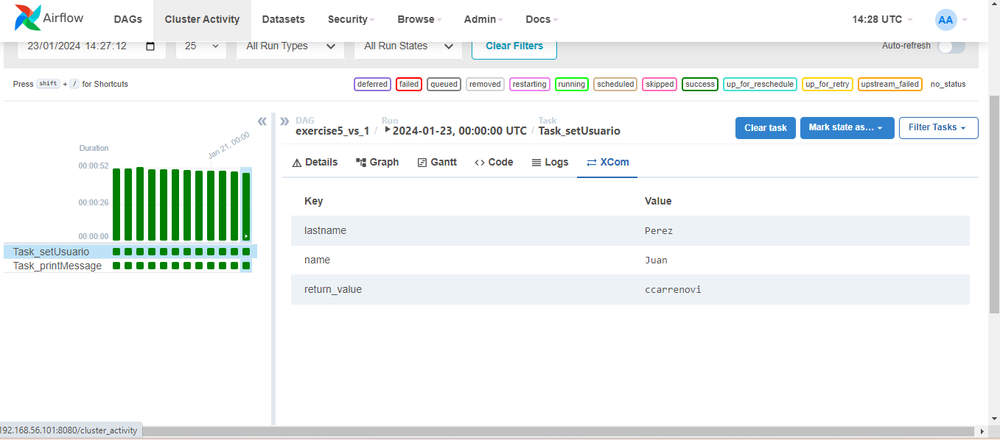 Airflow DAGs Cluster Activity Datasets Security Browse Admin Docs 14:28 UTC AA
23/01/2024 14:27:12 25 All Run Types All Run States Clear Filters Auto-refresh
Press shift + / for Shortcuts deferred failed queued removed restarting running scheduled skipped success up_for_reschedule up_for_retry upstream_failed no_status
DAG Run Task
exercise5_vs_1 / 2024-01-23, 00:00:00 UTC / Task_setUsuario
Clear task Mark state as... Filter Tasks
Details Graph Gantt Code Logs XCom
Key Value
lastname Perez
name Juan
return_value ccarrenovi
Jan 21, 00:00
Duration
00:00:52
00:00:26
00:00:00
Task_setUsuario
Task_printMessage
192.168.56.101:8080/cluster_activity